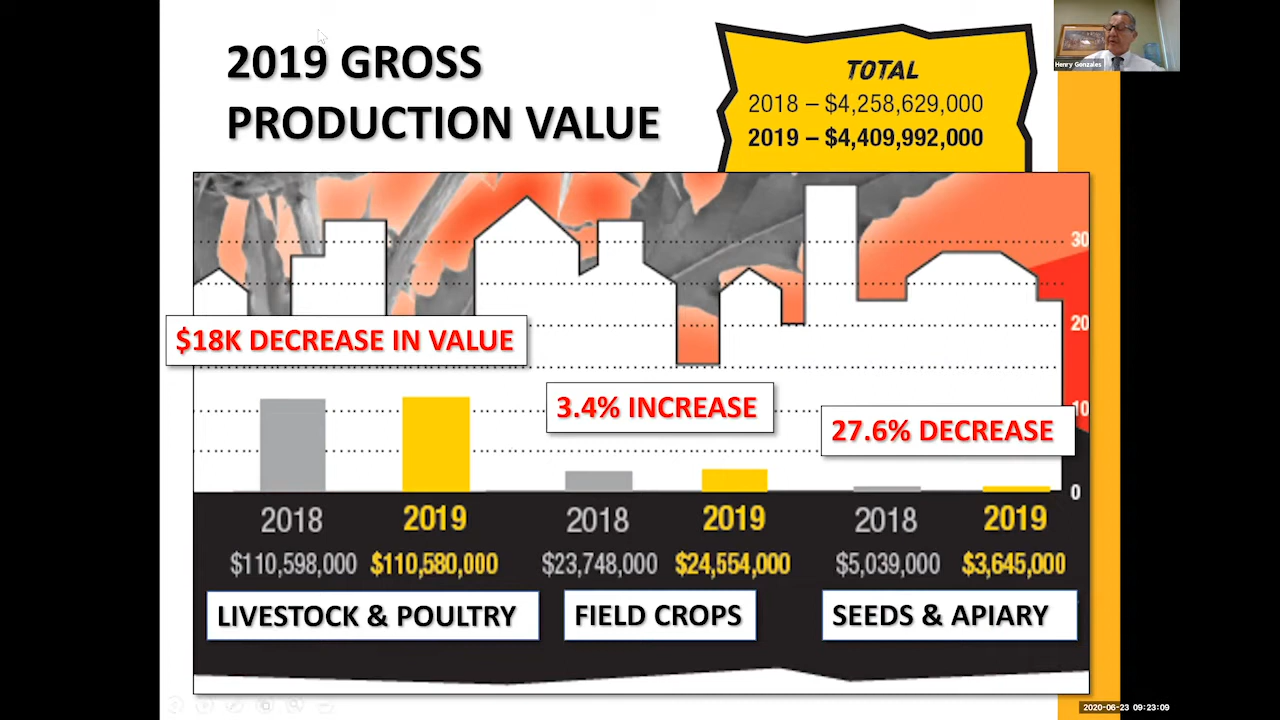 2019 GROSS
PRODUCTION VALUE
TOTAL
2018 – $4,258,629,000
2019 – $4,409,992,000
Henry Gonzales
30
20
10
0
$18K DECREASE IN VALUE
3.4% INCREASE
27.6% DECREASE
2018 2019 2018 2019 2018 2019
$110,598,000 $110,580,000 $23,748,000 $24,554,000 $5,039,000 $3,645,000
LIVESTOCK & POULTRY FIELD CROPS SEEDS & APIARY
2020-06-23 09:23:09